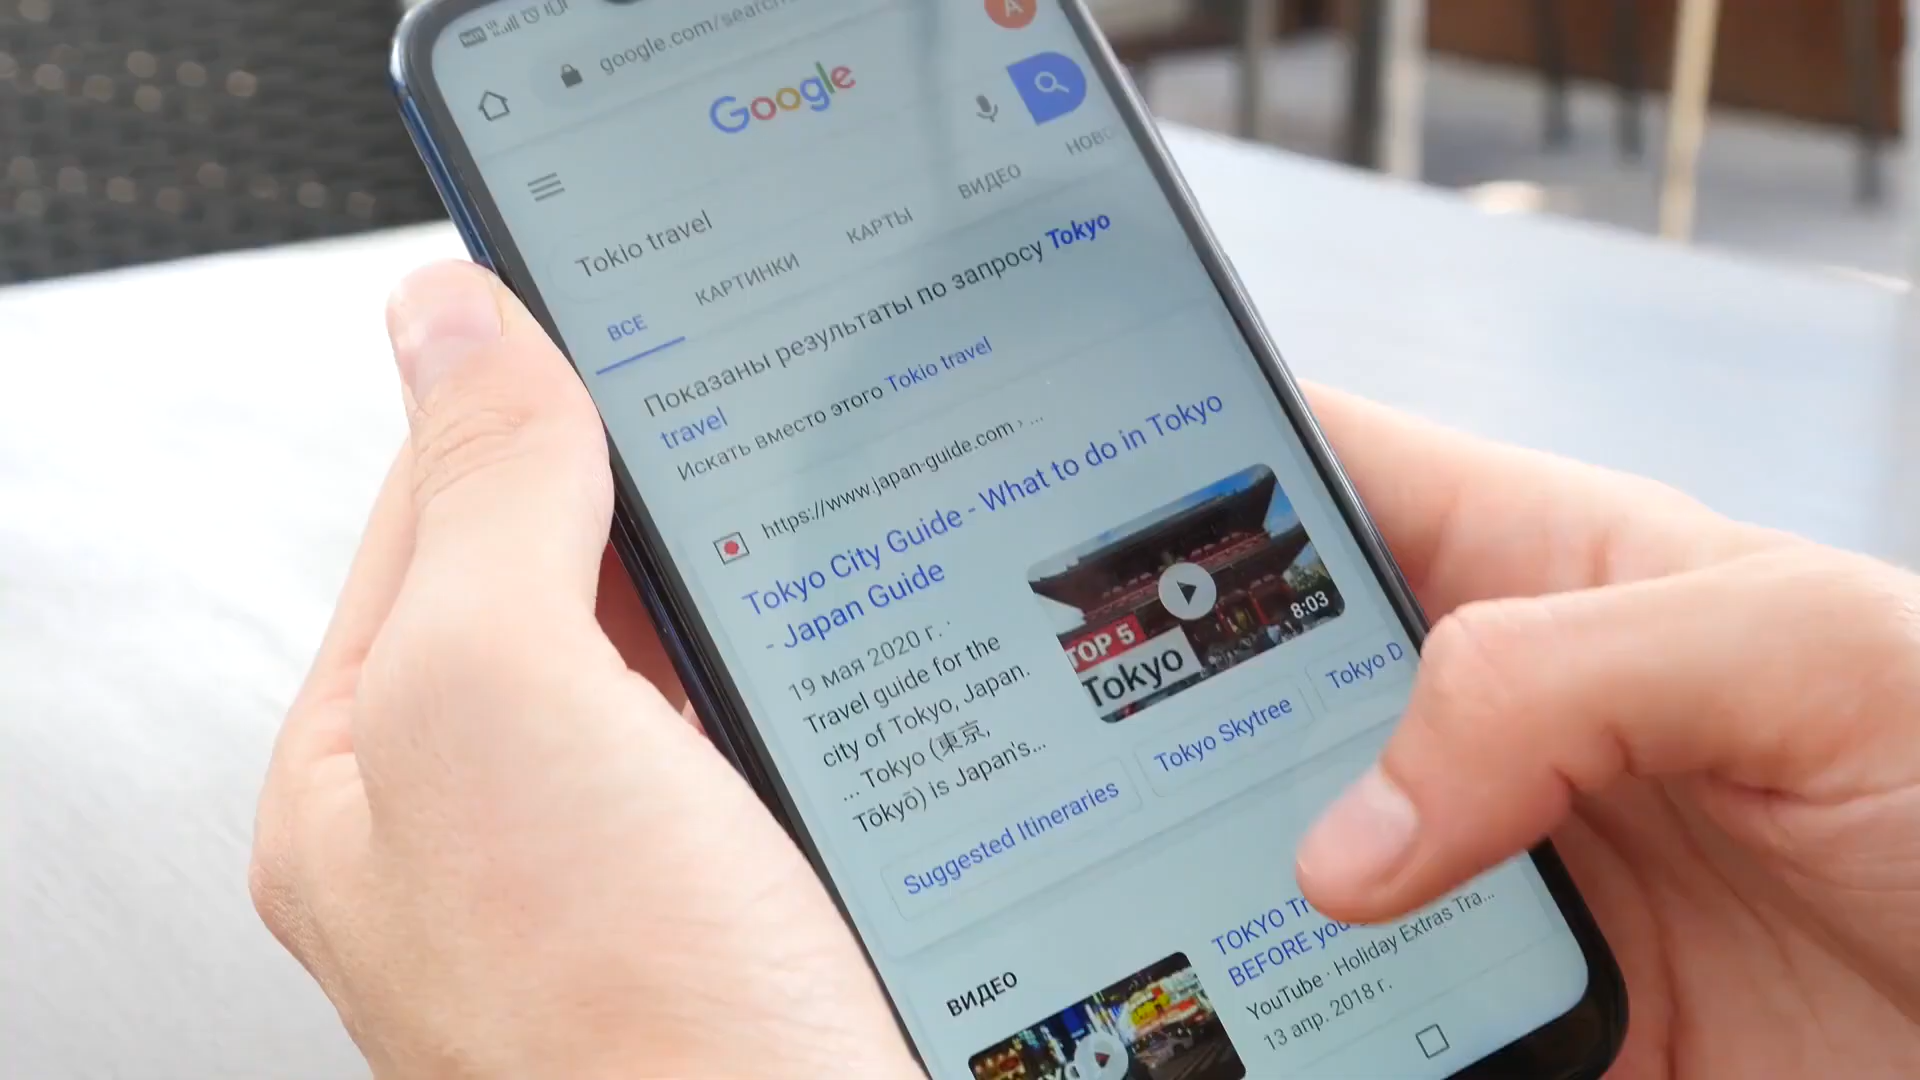 google.com/search
A
Google
Tokio travel
ВСЕ КАРТИНКИ КАРТЫ ВИДЕО НОВО
Показаны результаты по запросу Tokyo
travel
Искать вместо этого Tokio travel
https://www.japan-guide.com › ...
Tokyo City Guide - What to do in Tokyo
- Japan Guide
19 мая 2020 г. ·
Travel guide for the
city of Tokyo, Japan.
... Tokyo (東京,
Tōkyō) is Japan's...
TOP 5
Tokyo
8:03
Suggested Itineraries
Tokyo Skytree
Tokyo D
ВИДЕО
TOKYO Tr
BEFORE you
YouTube · Holiday Extras Tra...
13 апр. 2018 г.